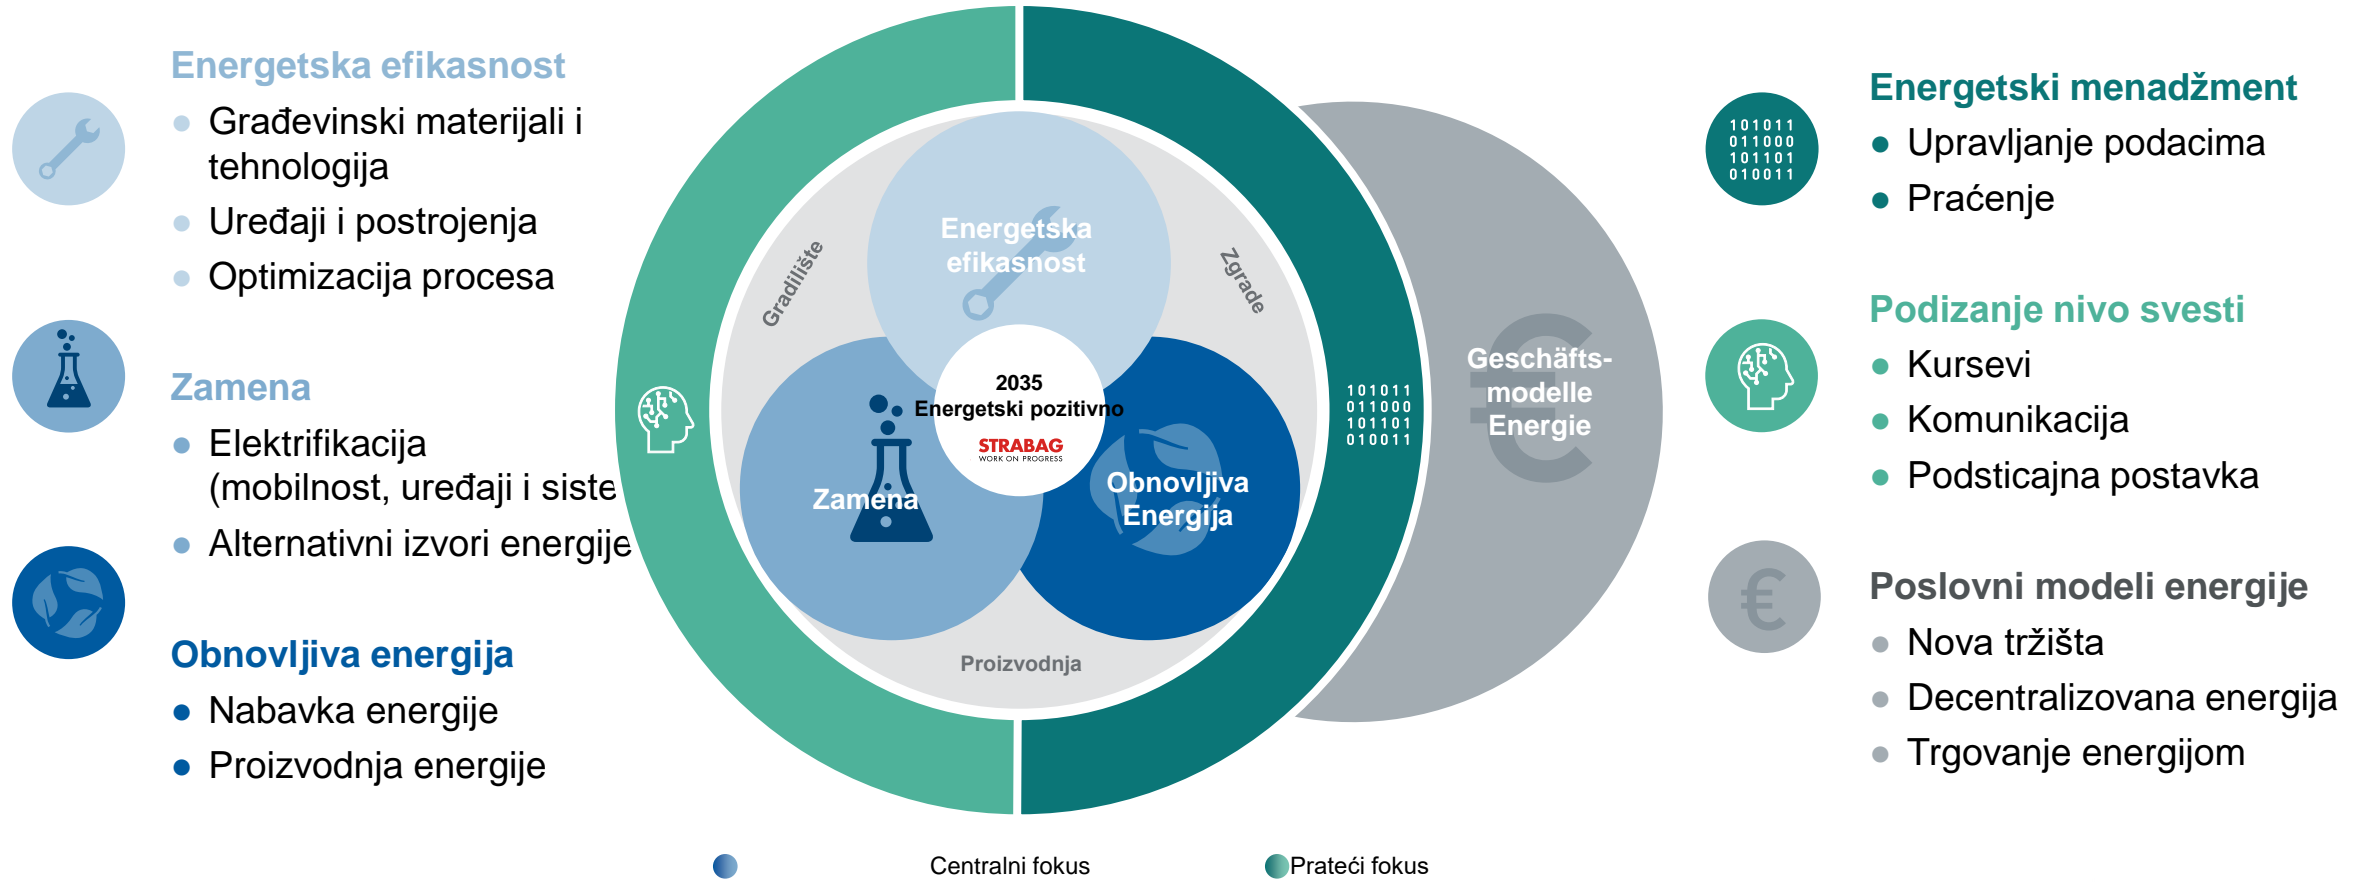 Energetska efikasnost
Građevinski materijali i
tehnologija
Uređaji i postrojenja
Optimizacija procesa
Zamena
Elektrifikacija
(mobilnost, uređaji i siste
Alternativni izvori energije
Obnovljiva energija
Nabavka energije
Proizvodnja energije
Energetska
efikasnost
Gradilište
Zgrade
2035
Energetski pozitivno
STRABAG
WORK ON PROGRESS
Zamena
Obnovljiva
Energija
Proizvodnja
101011
011000
101101
010011
Geschäfts-
modelle
Energie
€
101011
011000
101101
010011
Energetski menadžment
Upravljanje podacima
Praćenje
Podizanje nivo svesti
Kursevi
Komunikacija
Podsticajna postavka
€
Poslovni modeli energije
Nova tržišta
Decentralizovana energija
Trgovanje energijom
Centralni fokus
Prateći fokus